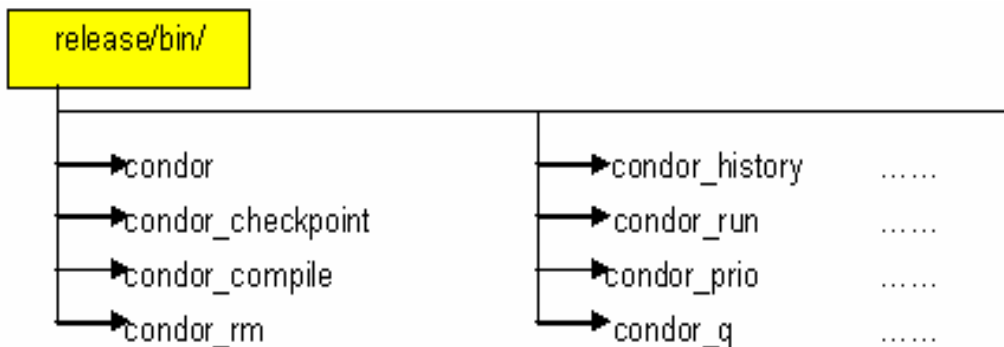 release/bin/
condor condor_history ......
condor_checkpoint condor_run ......
condor_compile condor_prio ......
condor_rm condor_q ......